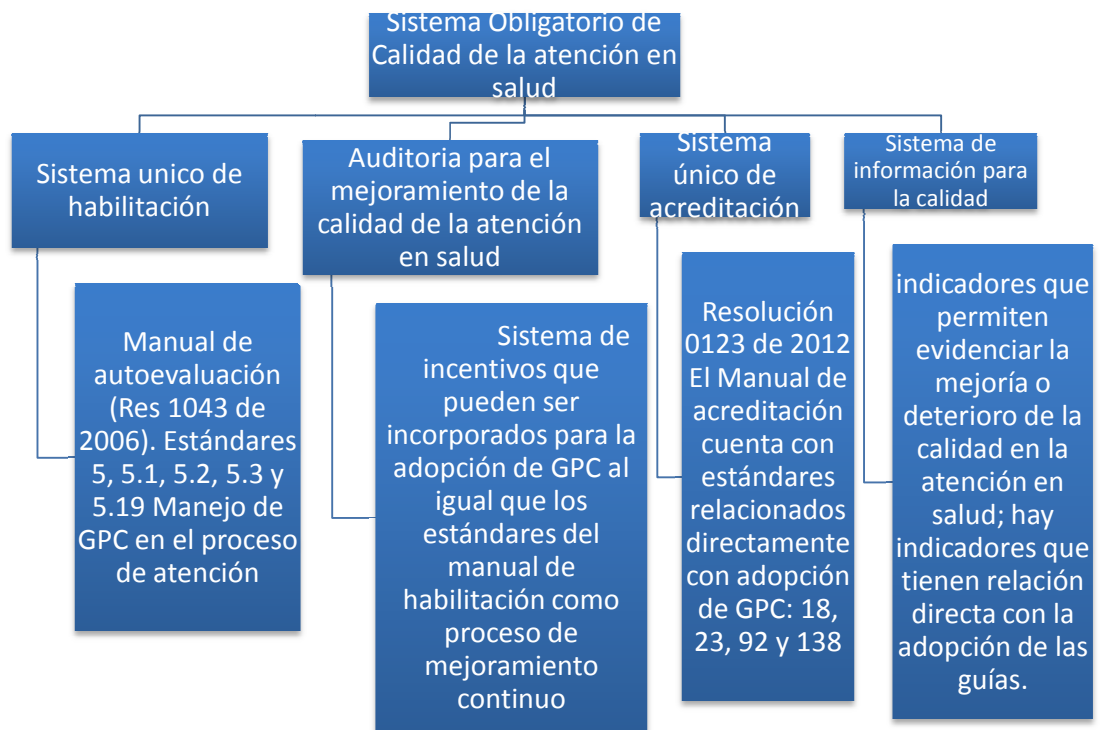 Sistema Obligatorio de
Calidad de la atención en
salud
Sistema unico de
habilitación
Manual de
autoevaluación
(Res 1043 de
2006). Estándares
5, 5.1, 5.2, 5.3 y
5.19 Manejo de
GPC en el proceso
de atención
Auditoria para el
mejoramiento de la
calidad de la atención
en salud
Sistema de
incentivos que
pueden ser
incorporados para la
adopción de GPC al
igual que los
estándares del
manual de
habilitación como
proceso de
mejoramiento
continuo
Sistema
único de
acreditación
Resolución
0123 de 2012
El Manual de
acreditación
cuenta con
estándares
relacionados
directamente
con adopción
de GPC: 18,
23, 92 y 138
Sistema de
información para
la calidad
indicadores que
permiten
evidenciar la
mejoría o
deterioro de la
calidad en la
atención en
salud; hay
indicadores que
tienen relación
directa con la
adopción de las
guías.